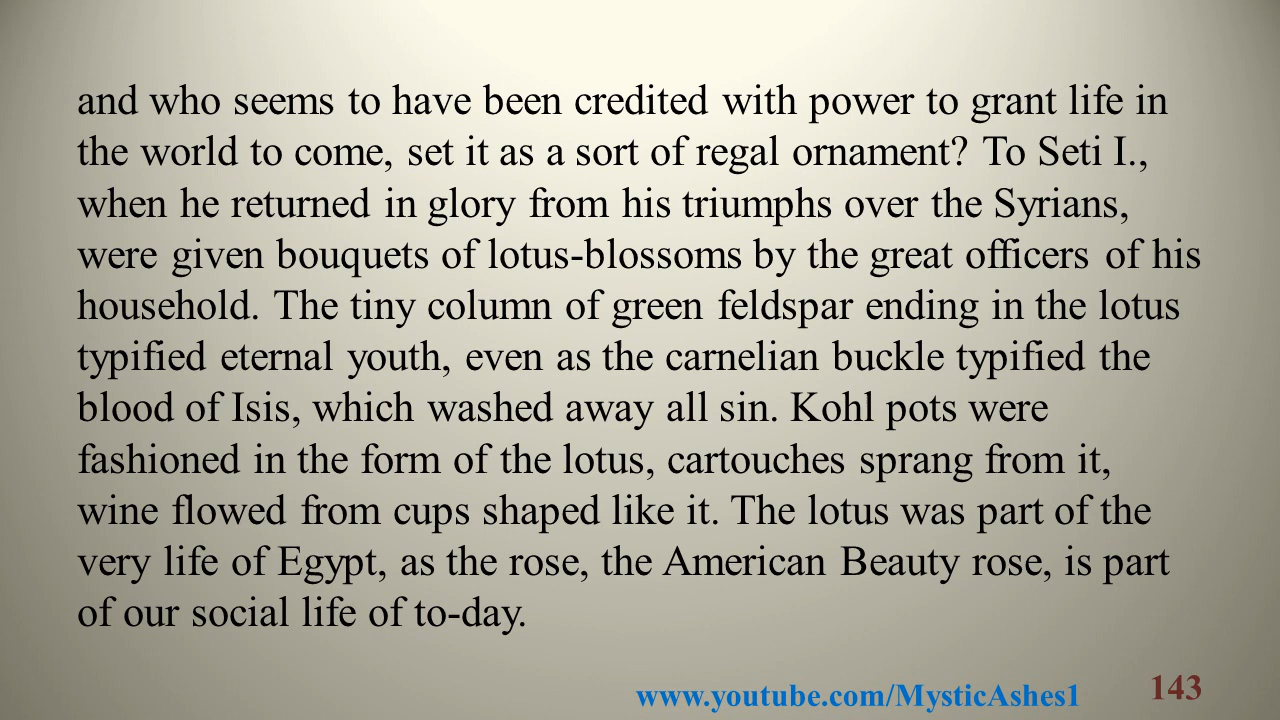 and who seems to have been credited with power to grant life in
the world to come, set it as a sort of regal ornament? To Seti I.,
when he returned in glory from his triumphs over the Syrians,
were given bouquets of lotus-blossoms by the great officers of his
household. The tiny column of green feldspar ending in the lotus
typified eternal youth, even as the carnelian buckle typified the
blood of Isis, which washed away all sin. Kohl pots were
fashioned in the form of the lotus, cartouches sprang from it,
wine flowed from cups shaped like it. The lotus was part of the
very life of Egypt, as the rose, the American Beauty rose, is part
of our social life of to-day.
www.youtube.com/MysticAshes1 143